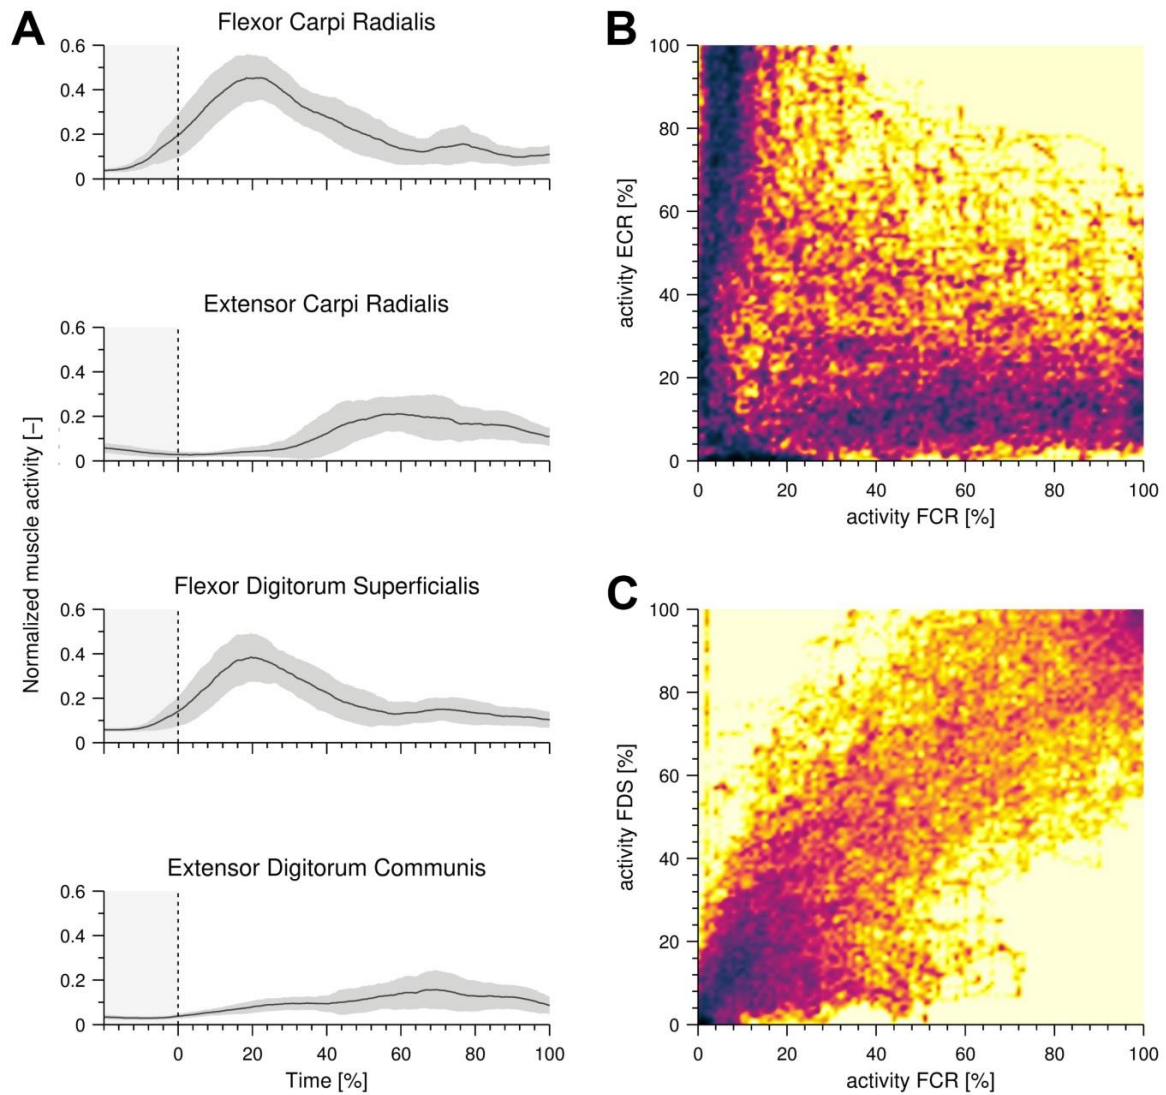 A
Flexor Carpi Radialis
0.6
0.4
0.2
0
Extensor Carpi Radialis
0.6
0.4
0.2
0
Normalized muscle activity [–]
Flexor Digitorum Superficialis
0.6
0.4
0.2
0
Extensor Digitorum Communis
0.6
0.4
0.2
0
0 20 40 60 80 100
Time [%]
B
100
80
60
40
20
0
activity ECR [%]
0 20 40 60 80 100
activity FCR [%]
C
100
80
60
40
20
0
activity FDS [%]
0 20 40 60 80 100
activity FCR [%]